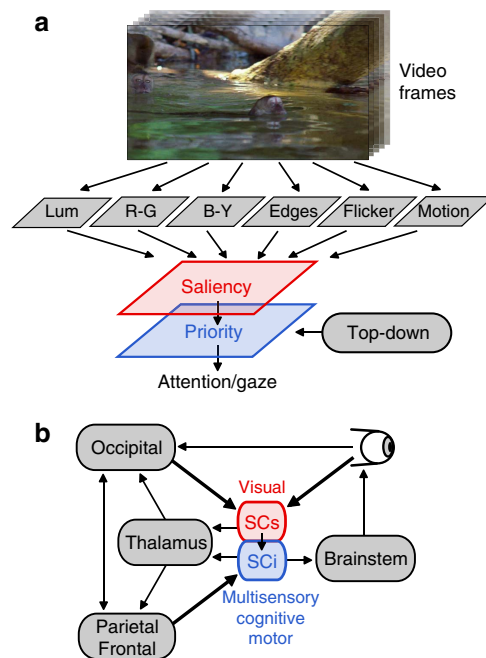 a
Video
frames
Lum
R-G
B-Y
Edges
Flicker
Motion
Saliency
Priority
Top-down
Attention/gaze
b
Occipital
Visual
SCs
Thalamus
SCi
Brainstem
Multisensory
cognitive
motor
Parietal
Frontal